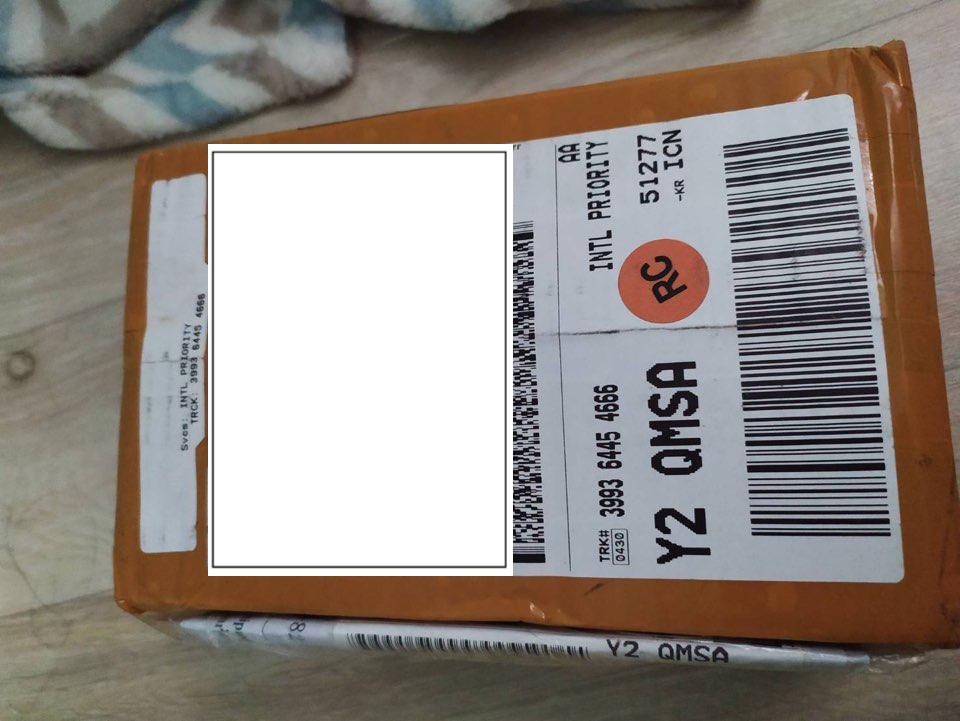 Svcs: INTL PRIORITY
TRCK: 3993 6445 4666
TRK# 3993 6445 4666
0430
AA
INTL PRIORITY
Y2 QMSA
RC
51277
-KR ICN
Y2 QMSA